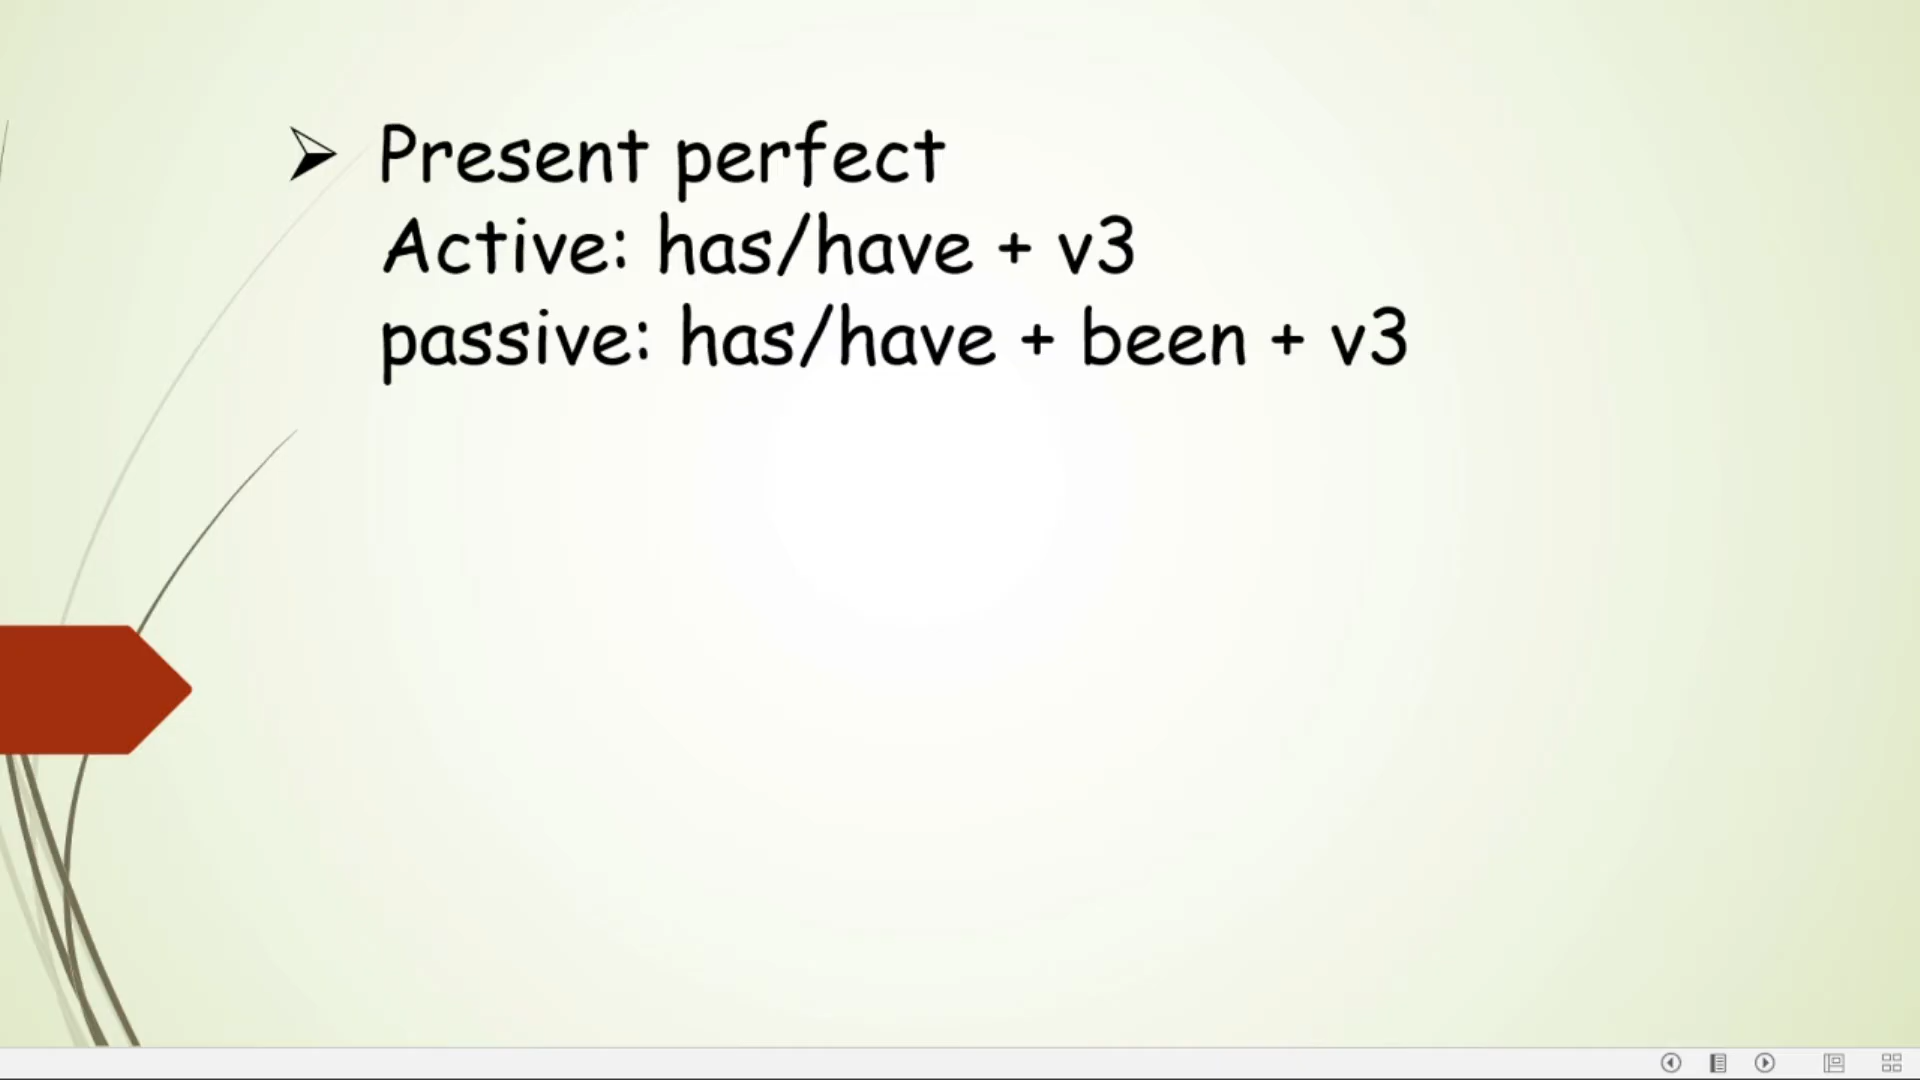 Present perfect
Active: has/have + v3
passive: has/have + been + v3